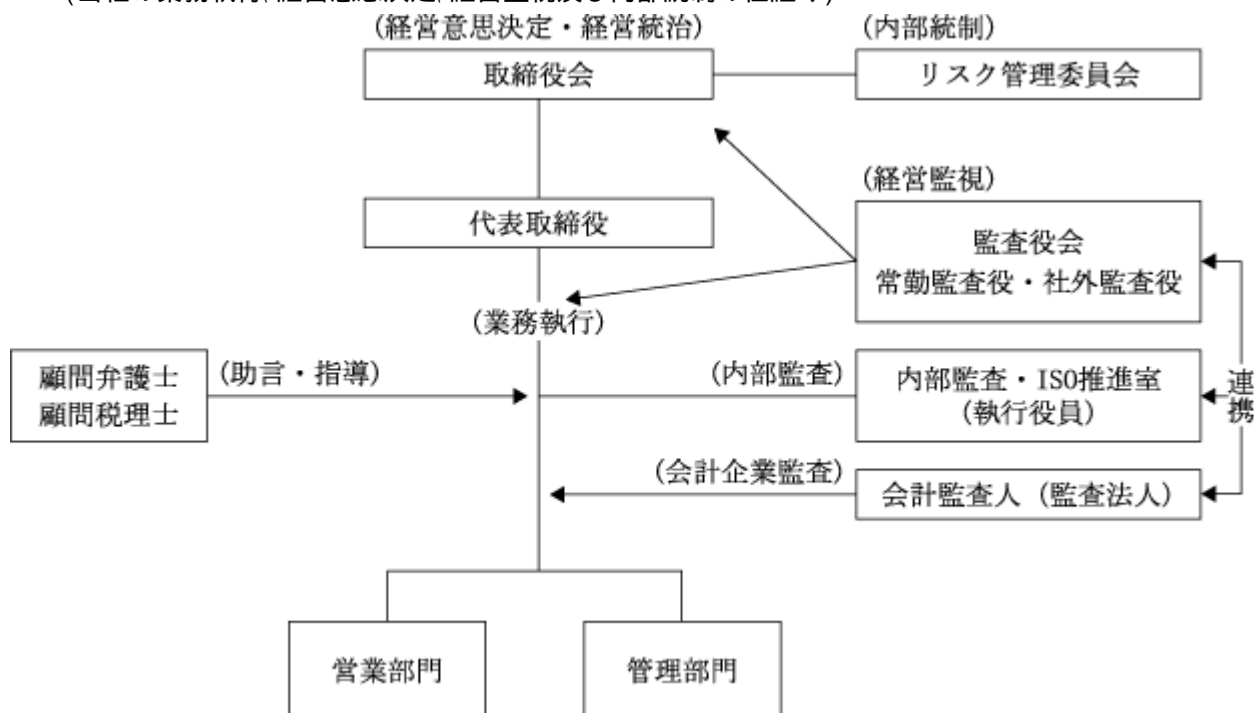 (経営意思決定・経営統治)
(内部統制)
取締役会
リスク管理委員会
(経営監視)
代表取締役
監査役会
常勤監査役・社外監査役
(業務執行)
顧問弁護士
顧問税理士
(助言・指導)
(内部監査)
内部監査・ISO推進室
(執行役員)
連携
(会計企業監査)
会計監査人(監査法人)
営業部門
管理部門